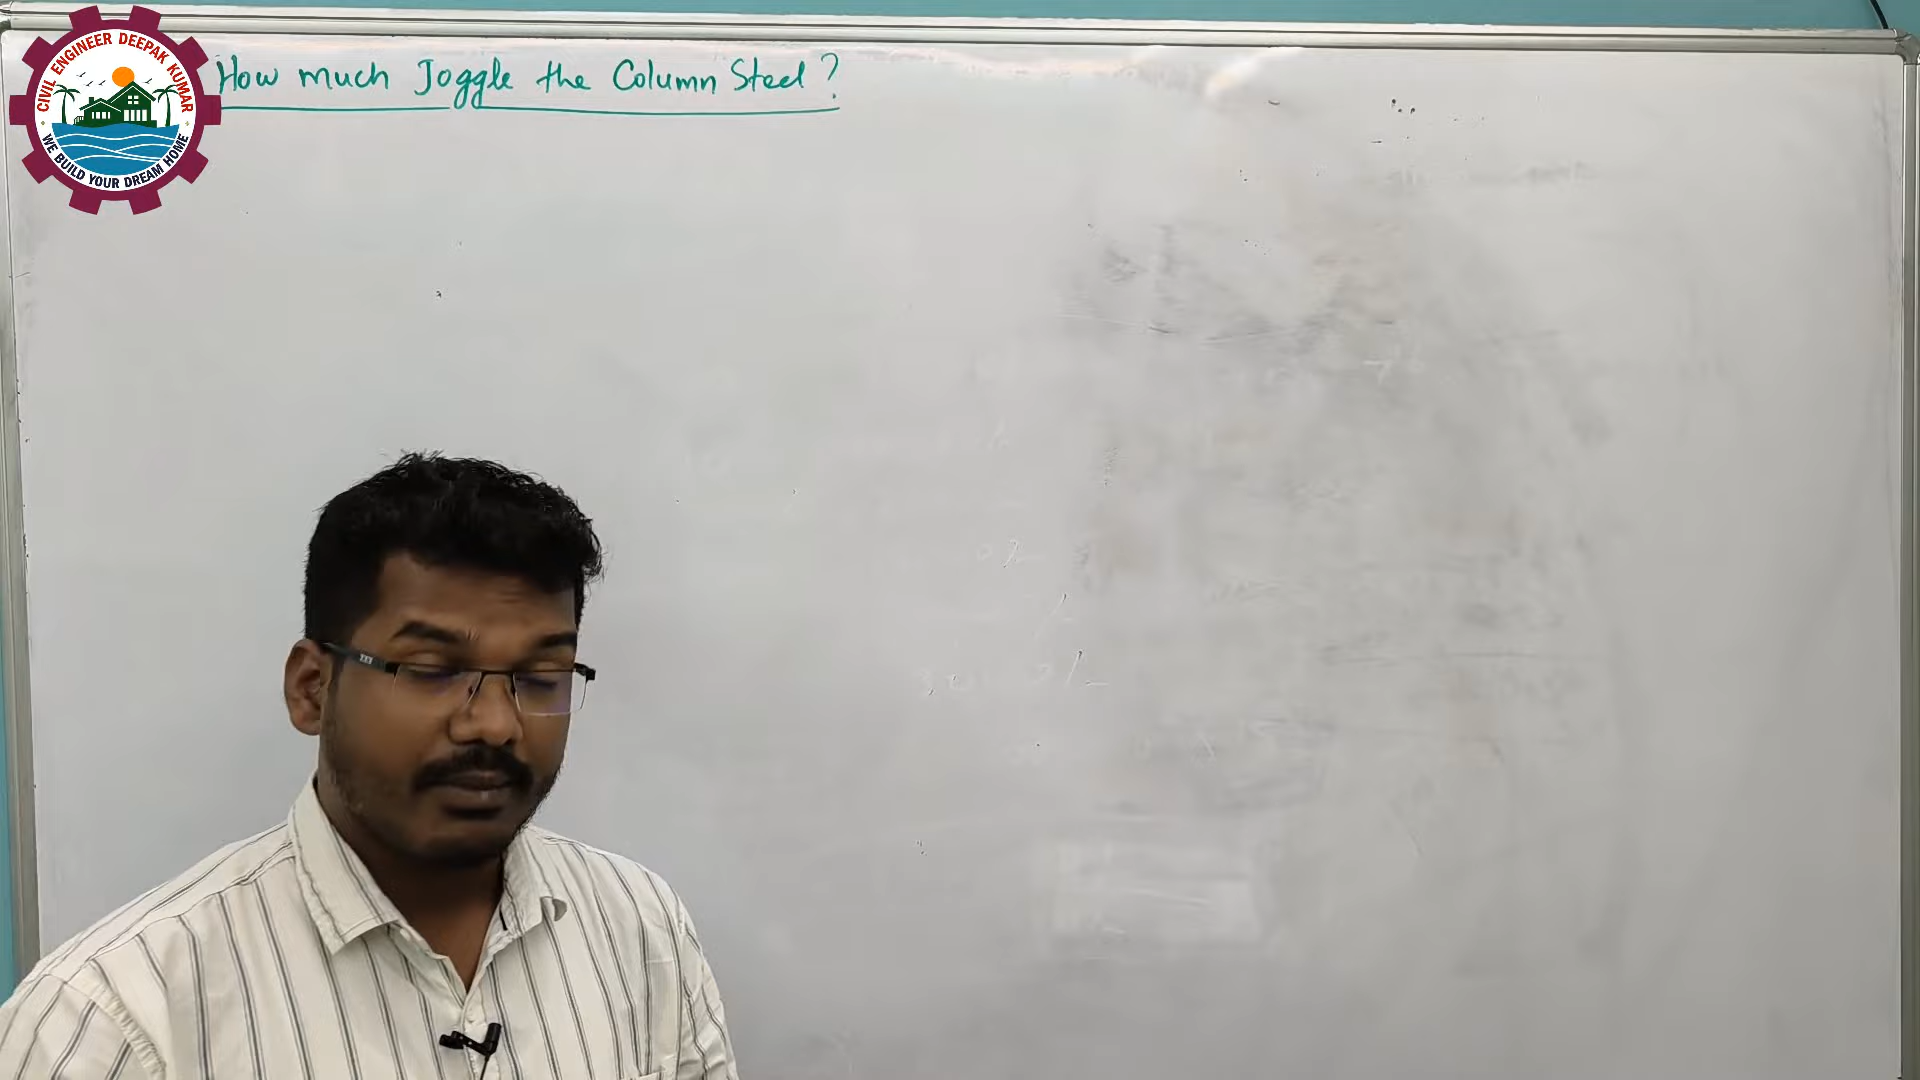 CIVIL ENGINEER DEEPAK KUMAR
WE BUILD YOUR DREAM HOME
How much Joggle the Column Steel?